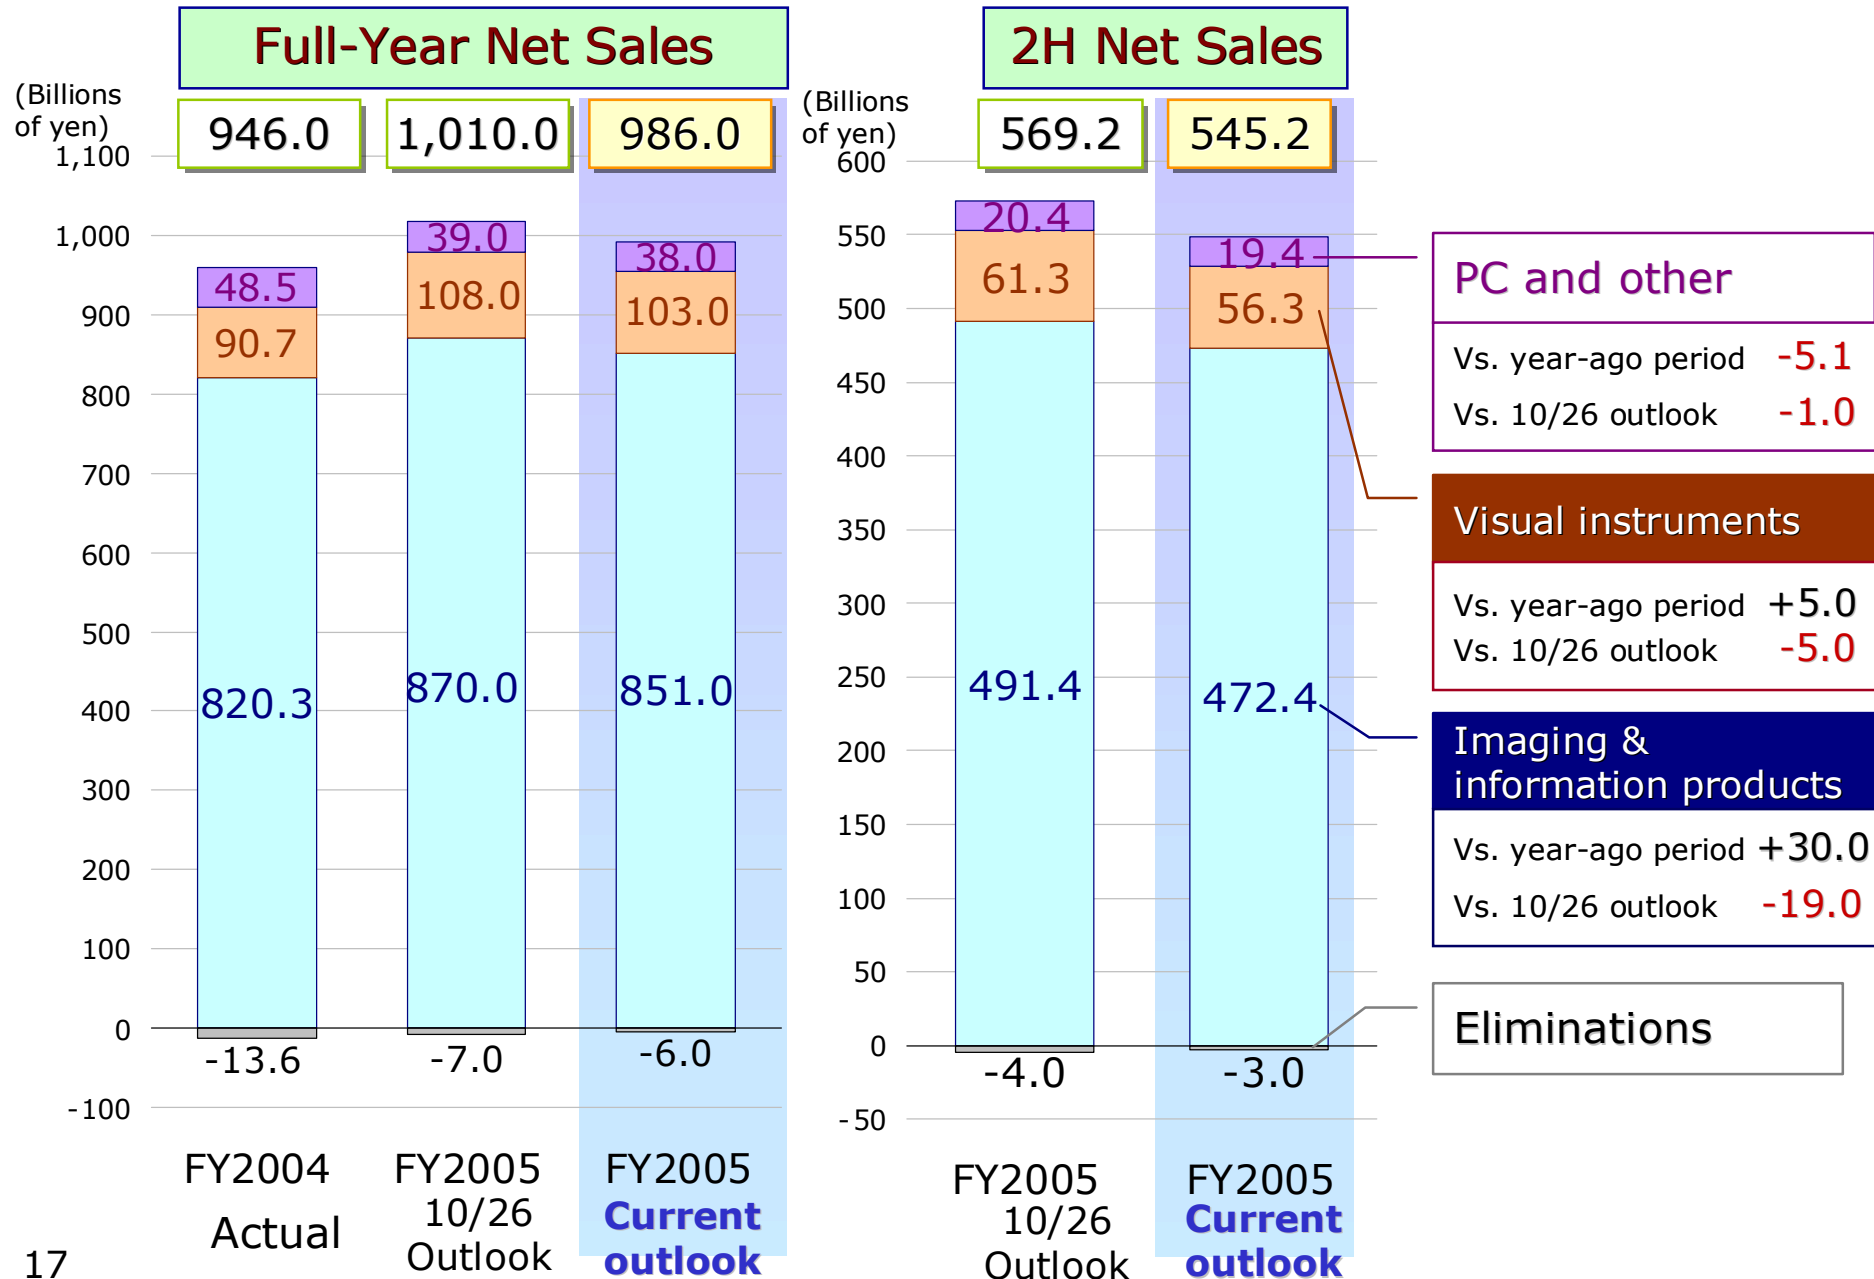 Full-Year Net Sales
2H Net Sales
(Billions
of yen)
946.0
1,010.0
986.0
(Billions
of yen)
569.2
545.2
1,100
1,000
900
800
700
600
500
400
300
200
100
0
-100
48.5
90.7
820.3
-13.6
39.0
108.0
870.0
-7.0
38.0
103.0
851.0
-6.0
FY2004
Actual
FY2005
10/26
Outlook
FY2005
Current
outlook
600
550
500
450
400
350
300
250
200
150
100
50
0
-50
20.4
61.3
491.4
-4.0
19.4
56.3
472.4
-3.0
FY2005
10/26
Outlook
FY2005
Current
outlook
PC and other
Vs. year-ago period -5.1
Vs. 10/26 outlook -1.0
Visual instruments
Vs. year-ago period +5.0
Vs. 10/26 outlook -5.0
Imaging &
information products
Vs. year-ago period +30.0
Vs. 10/26 outlook -19.0
Eliminations
17